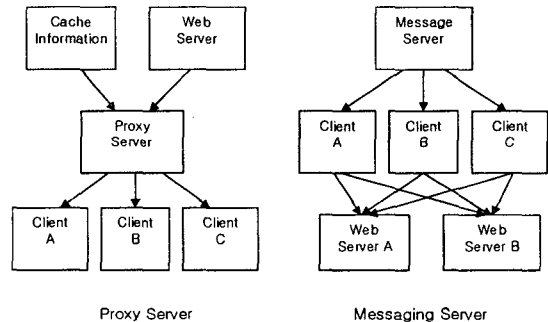 Cache
Information
Web
Server
Message
Server
Proxy
Server
Client
A
Client
B
Client
C
Client
A
Client
B
Client
C
Web
Server A
Web
Server B
Proxy Server
Messaging Server